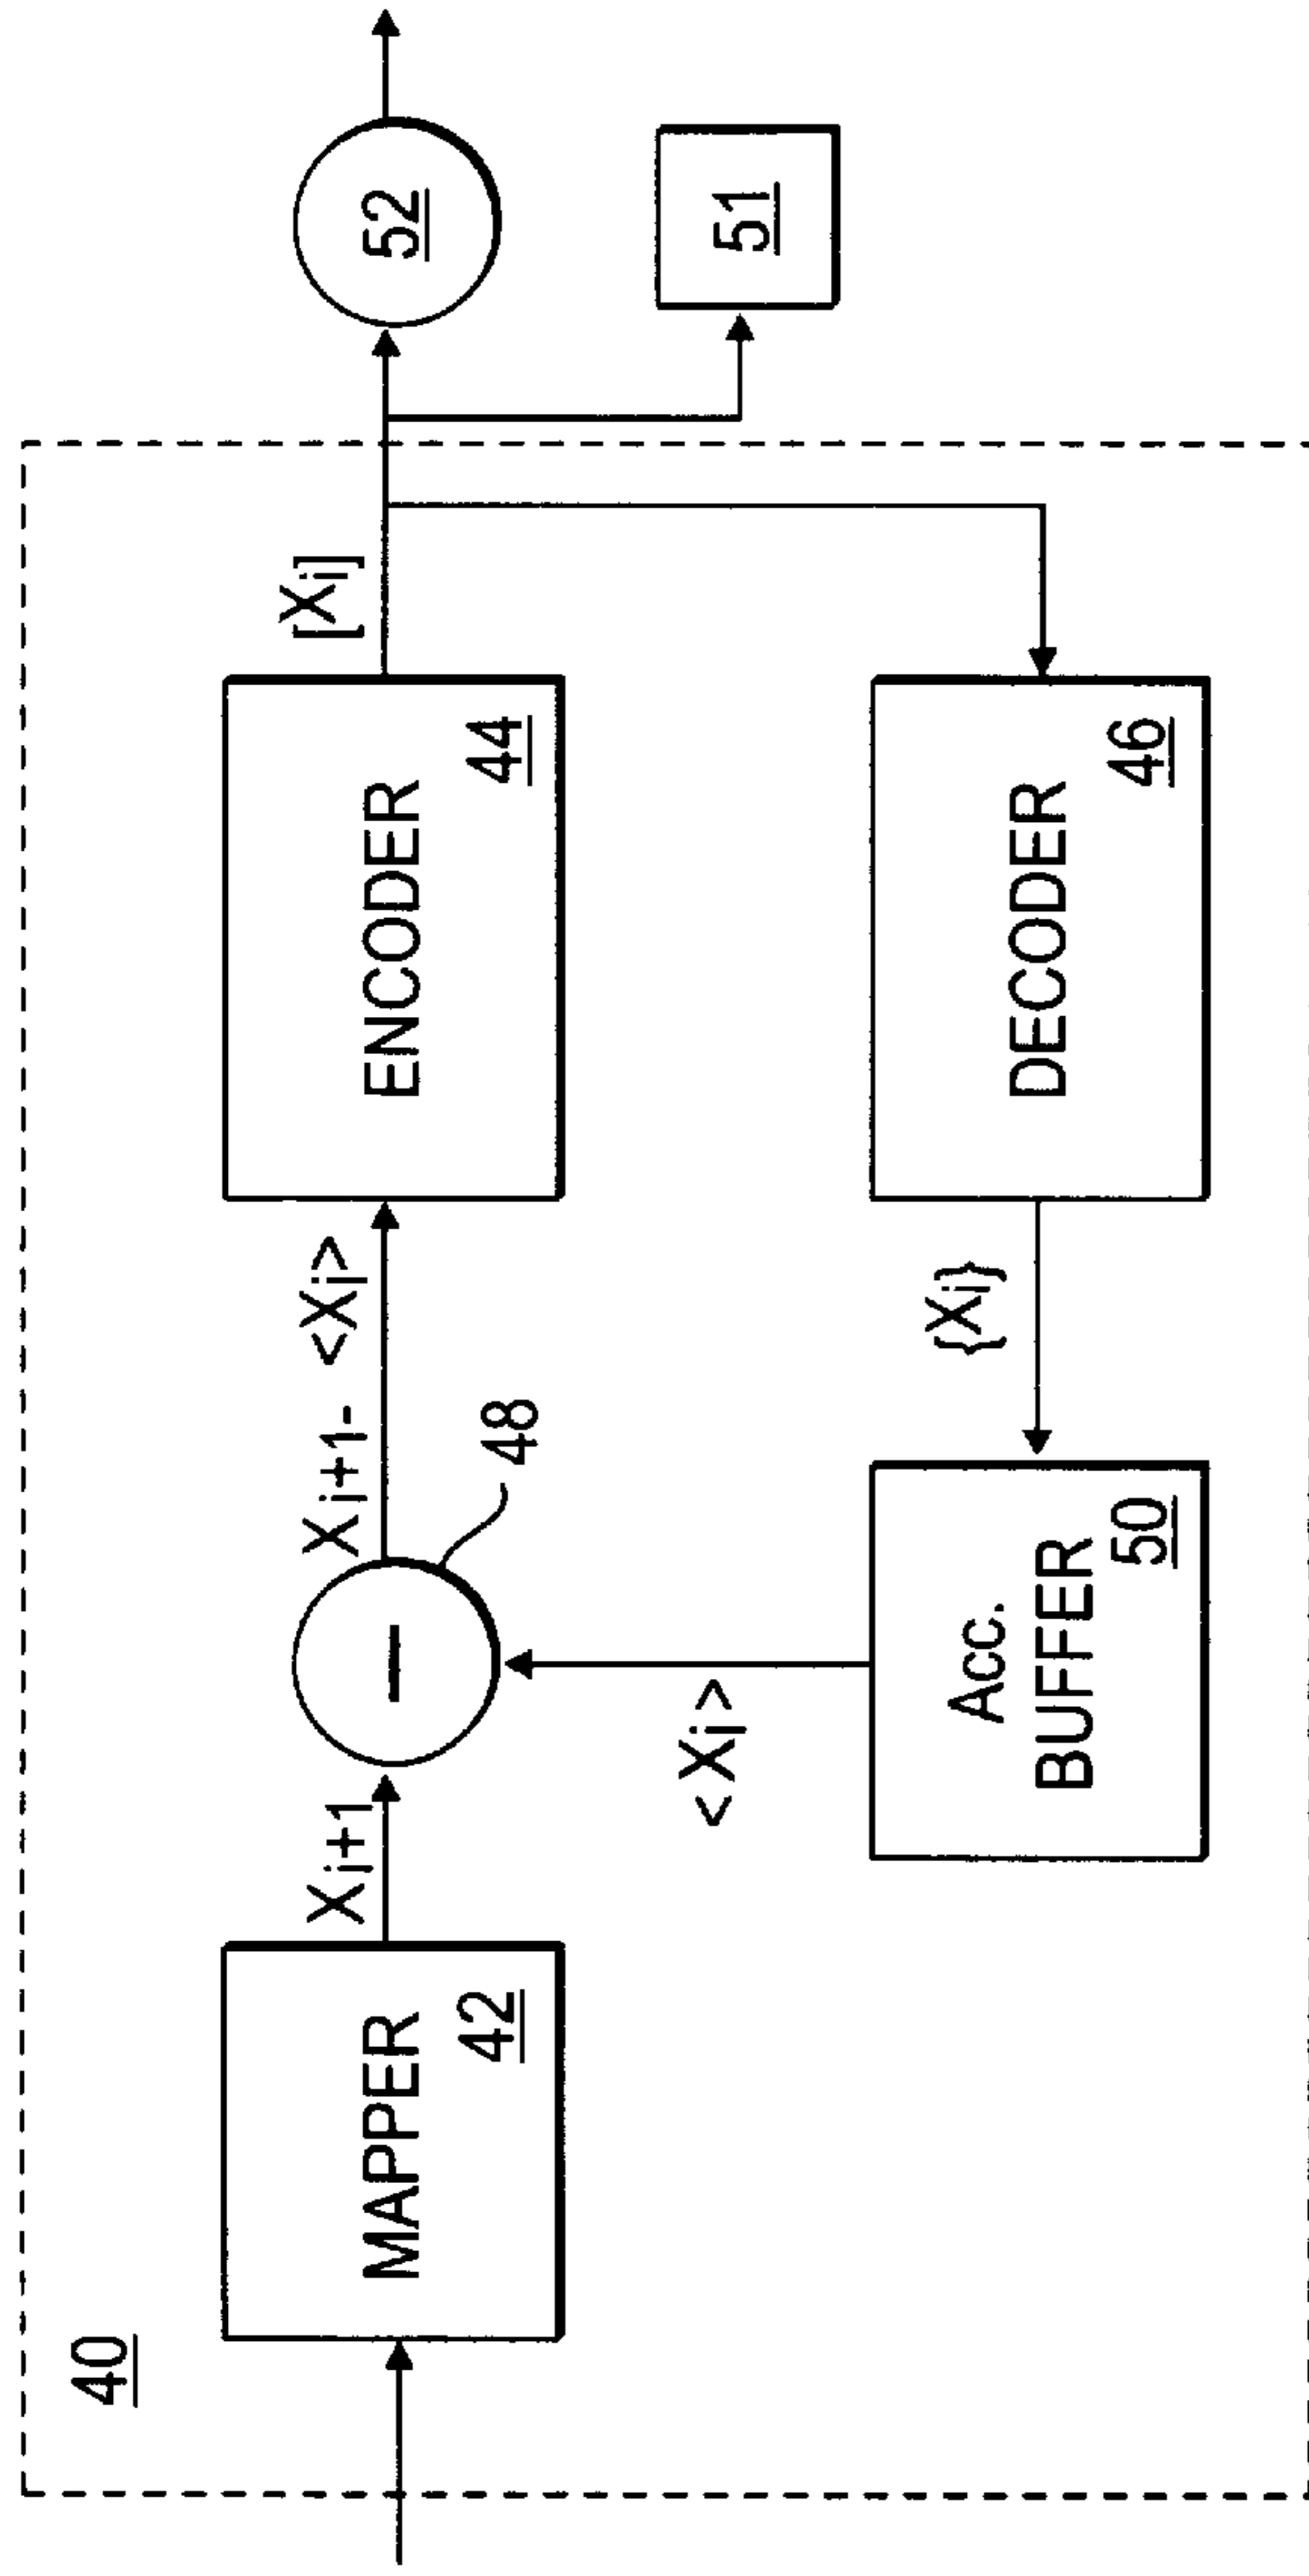 40
MAPPER
42
Xi+1
48
Xi+1- <Xi>
ENCODER
44
[Xi]
52
51
< Xi >
Acc.
BUFFER
50
{Xi}
DECODER
46